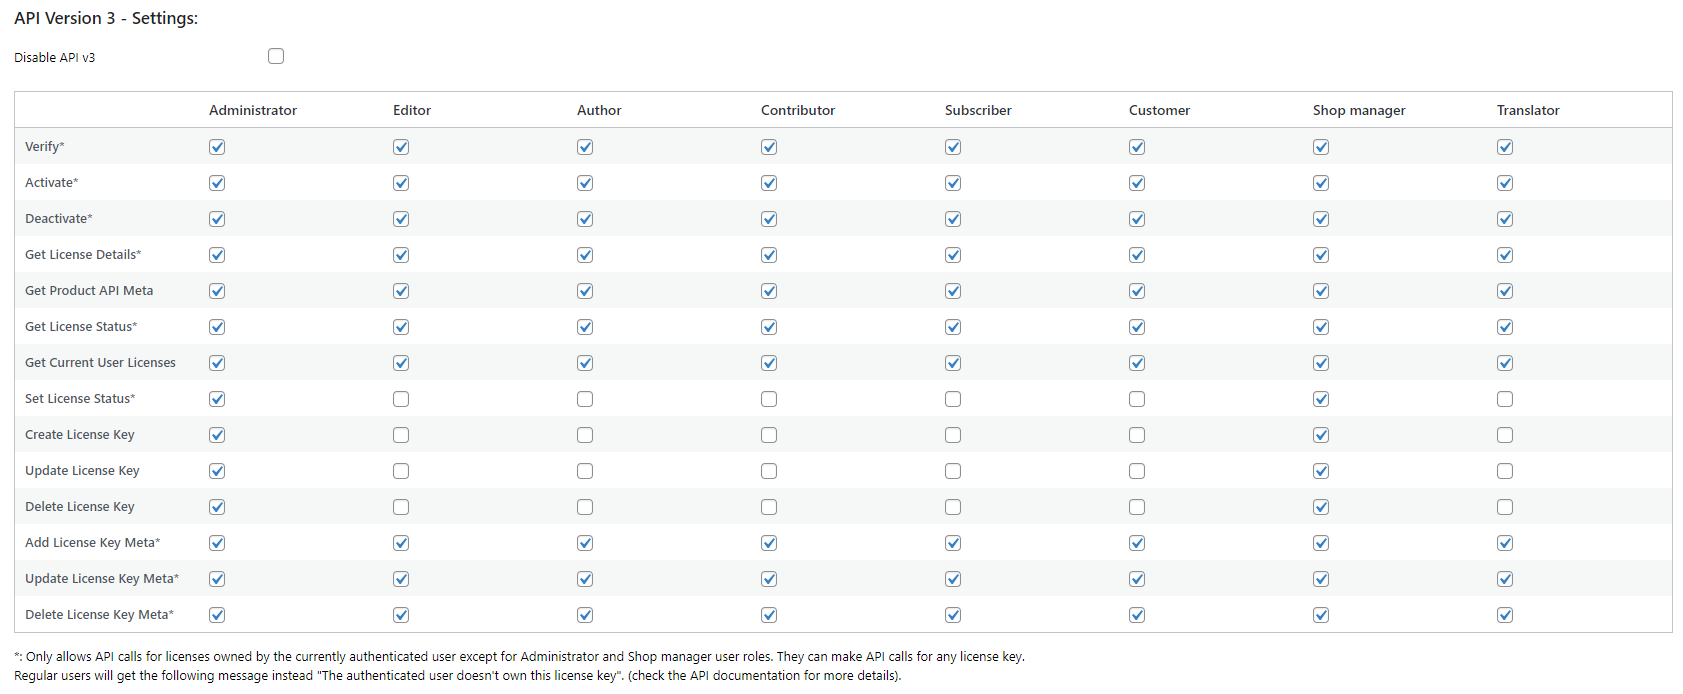 API Version 3 - Settings:
Disable API v3
Administrator Editor Author Contributor Subscriber Customer Shop manager Translator
Verify*
Activate*
Deactivate*
Get License Details*
Get Product API Meta
Get License Status*
Get Current User Licenses
Set License Status*
Create License Key
Update License Key
Delete License Key
Add License Key Meta*
Update License Key Meta*
Delete License Key Meta*
*: Only allows API calls for licenses owned by the currently authenticated user except for Administrator and Shop manager user roles. They can make API calls for any license key.
Regular users will get the following message instead "The authenticated user doesn't own this license key". (check the API documentation for more details).